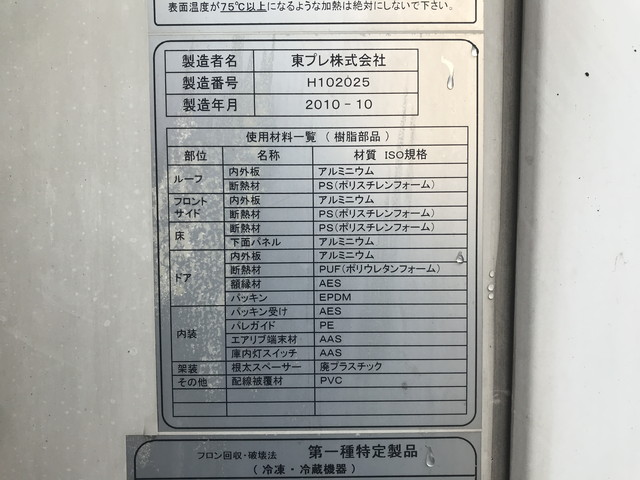 表面温度が75℃以上になるような加熱は絶対にしないで下さい。
製造者名 東プレ株式会社
製造番号 H102025
製造年月 2010－10
使用材料一覧 （ 樹脂部品 ）
部位 名称 材質 ISO規格
ルーフ 内外板 アルミニウム
断熱材 PS(ポリスチレンフォーム)
フロント サイド 内外板 アルミニウム
断熱材 PS(ポリスチレンフォーム)
床 断熱材 PS(ポリスチレンフォーム)
下面パネル アルミニウム
ドア 内外板 アルミニウム
断熱材 PUF(ポリウレタンフォーム)
額縁材 AES
パッキン EPDM
内装 パッキン受け AES
パレガイド PE
エアリブ端末材 AAS
庫内灯スイッチ AAS
架装 根太スペーサー 廃プラスチック
その他 配線被覆材 PVC
フロン回収・破壊法 第一種特定製品
（ 冷凍・冷蔵機器 ）